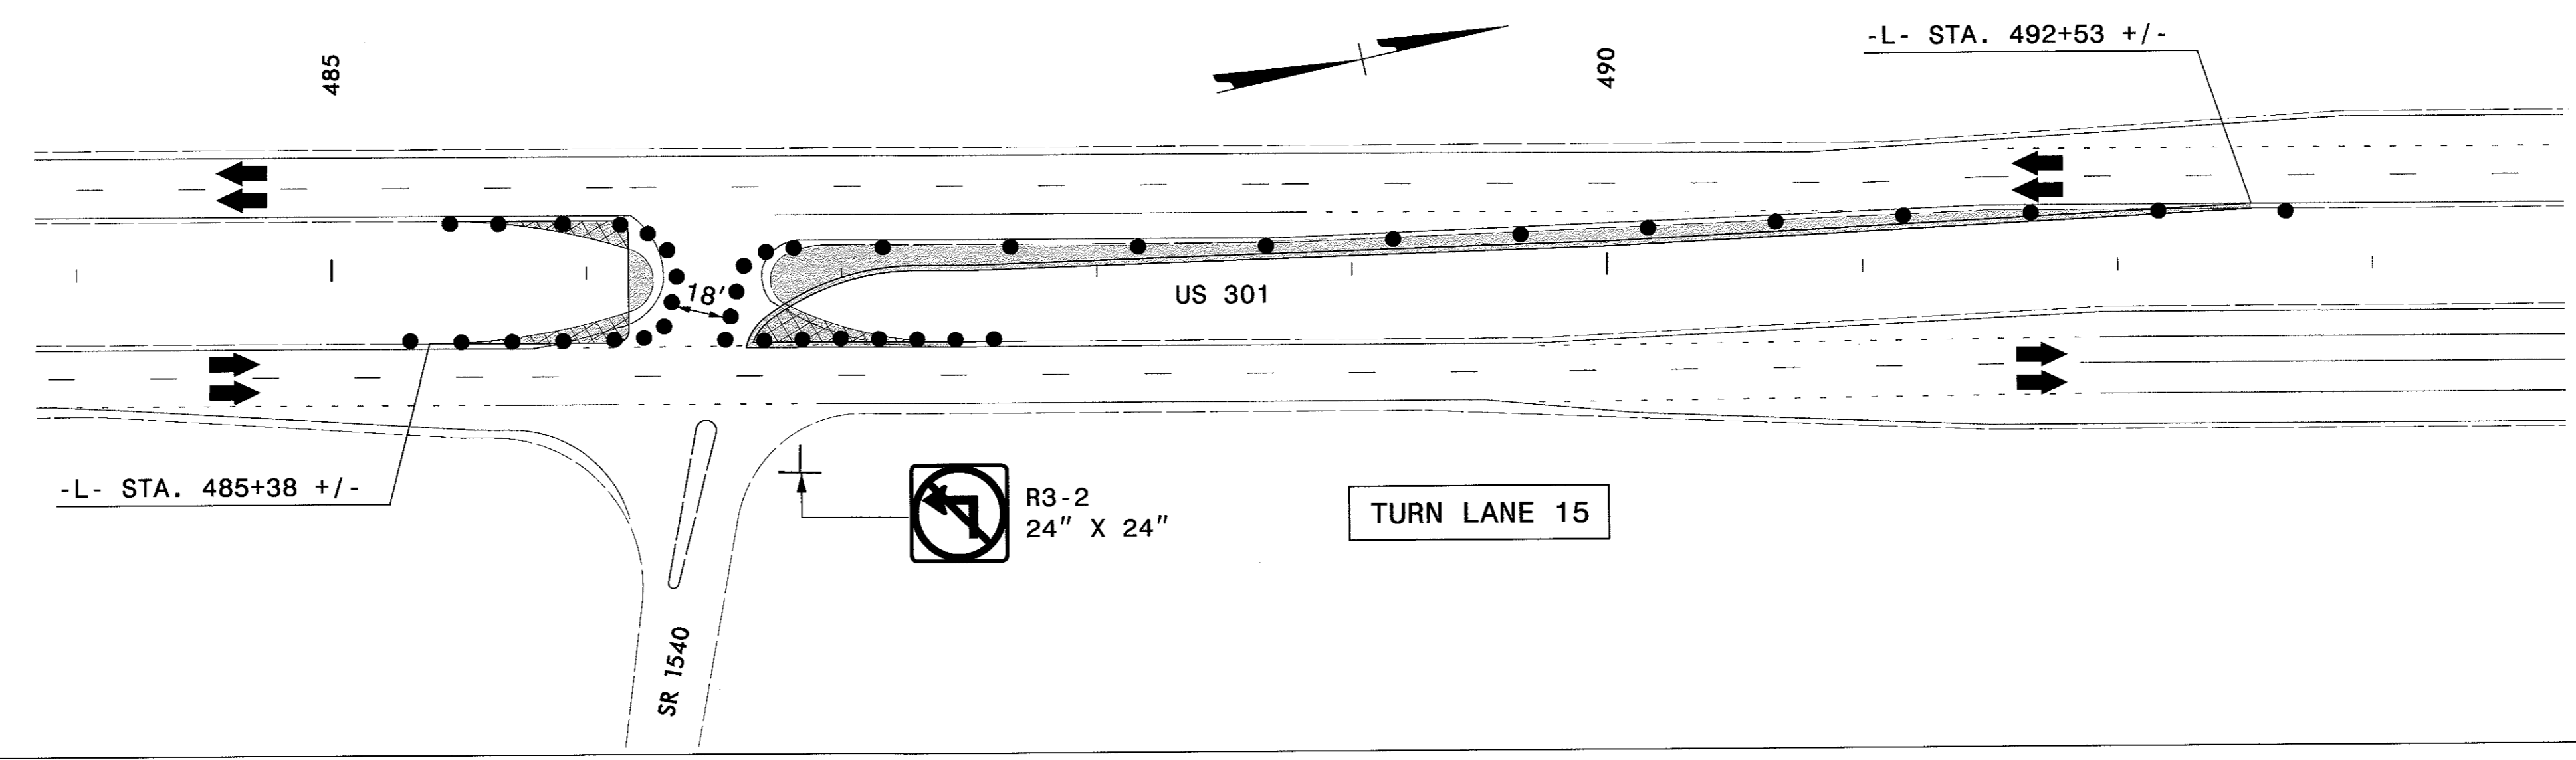 485
490
-L- STA. 492+53 +/-
18'
US 301
-L- STA. 485+38 +/-
R3-2
24" X 24"
TURN LANE 15
SR 1540